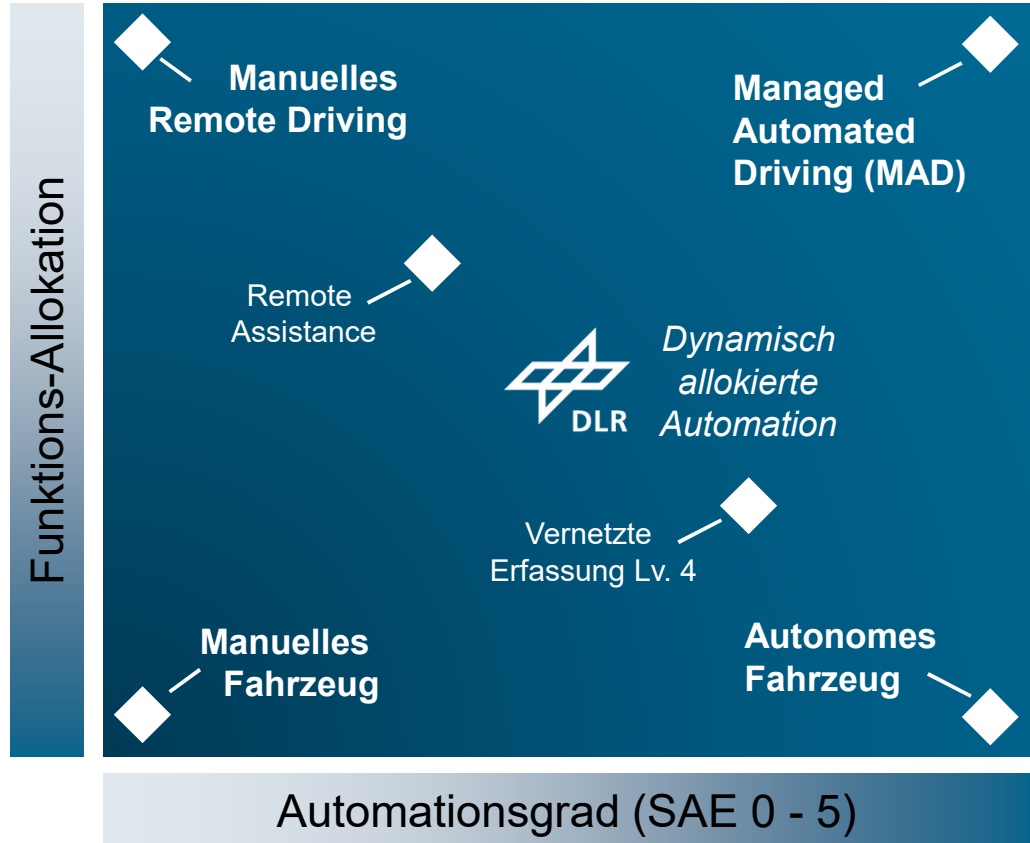 Manuelles
Remote Driving
Managed
Automated
Driving (MAD)
Remote
Assistance
DLR
Dynamisch
allokierte
Automation
Vernetzte
Erfassung Lv. 4
Manuelles
Fahrzeug
Autonomes
Fahrzeug
Funktions-Allokation
Automationsgrad (SAE 0 - 5)